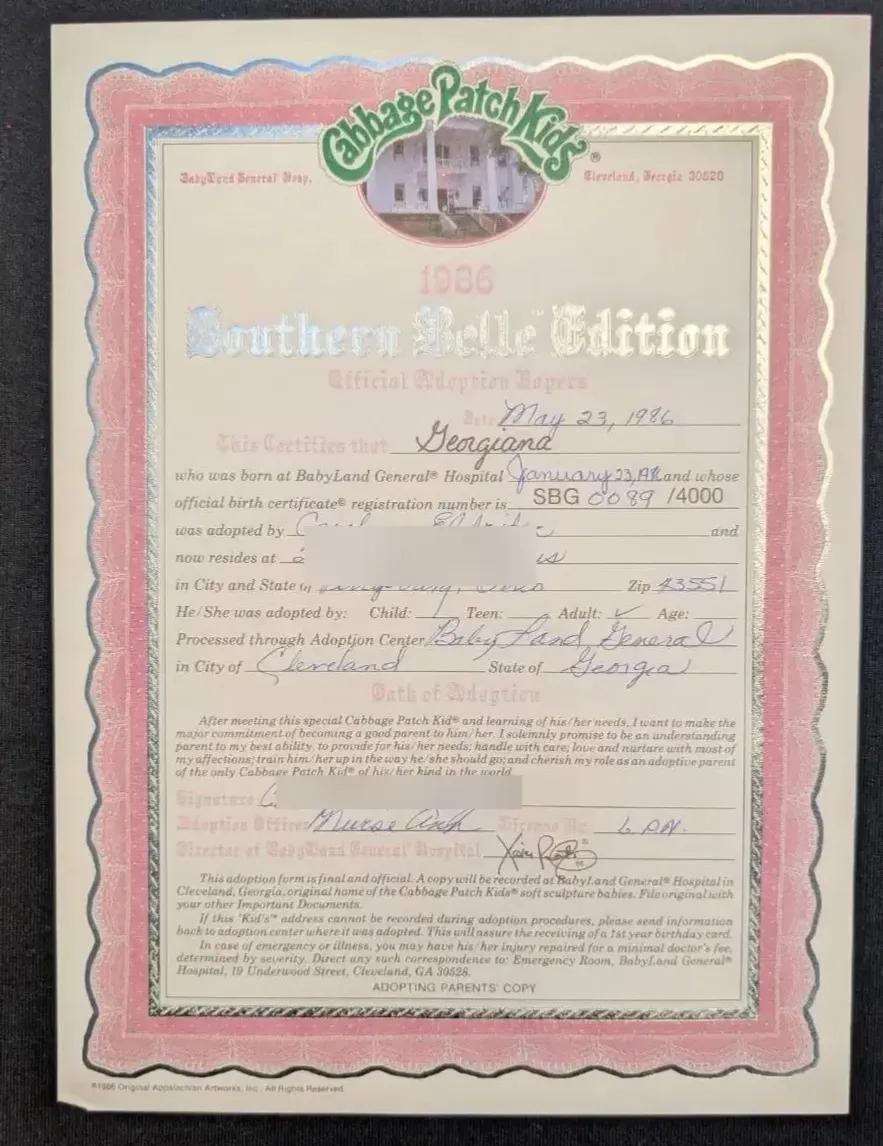 Cabbage Patch Kids®
BabyLand General Hosp.
Cleveland, Georgia 30528
1986
Southern Belle™ Edition
Official Adoption Papers
Date May 23, 1986
This Certifies that Georgiana
who was born at BabyLand General® Hospital January 23, and whose
official birth certificate® registration number is SBG 0089 /4000
was adopted by and
now resides at
in City and State of Zip 43551
He/She was adopted by: Child: Teen: Adult: ✓ Age:
Processed through Adoption Center BabyLand General
in City of Cleveland State of Georgia
Oath of Adoption
After meeting this special Cabbage Patch Kid® and learning of his/her needs, I want to make the
major commitment of becoming a good parent to him/her. I solemnly promise to be an understanding
parent to my best ability, to provide for his/her needs; handle with care; love and nurture with most of
my affections; train him/her up in the way he/she should go; and cherish my role as an adoptive parent
of the only Cabbage Patch Kid® of his/her kind in the world
Signature
Adoption Officer Nurse License No. L.P.N.
Director of BabyLand General Hospital Xavier Roberts
This adoption form is final and official. A copy will be recorded at BabyLand General® Hospital in
Cleveland, Georgia, original home of the Cabbage Patch Kids® soft sculpture babies. File original with
your other Important Documents.
If this 'Kid's'™ address cannot be recorded during adoption procedures, please send information
back to adoption center where it was adopted. This will assure the receiving of a 1st year birthday card.
In case of emergency or illness, you may have his/her injury repaired for a minimal doctor's fee,
determined by severity. Direct any such correspondence to: Emergency Room, BabyLand General®
Hospital, 19 Underwood Street, Cleveland, GA 30528.
ADOPTING PARENTS' COPY
©1986 Original Appalachian Artworks, Inc. All Rights Reserved.